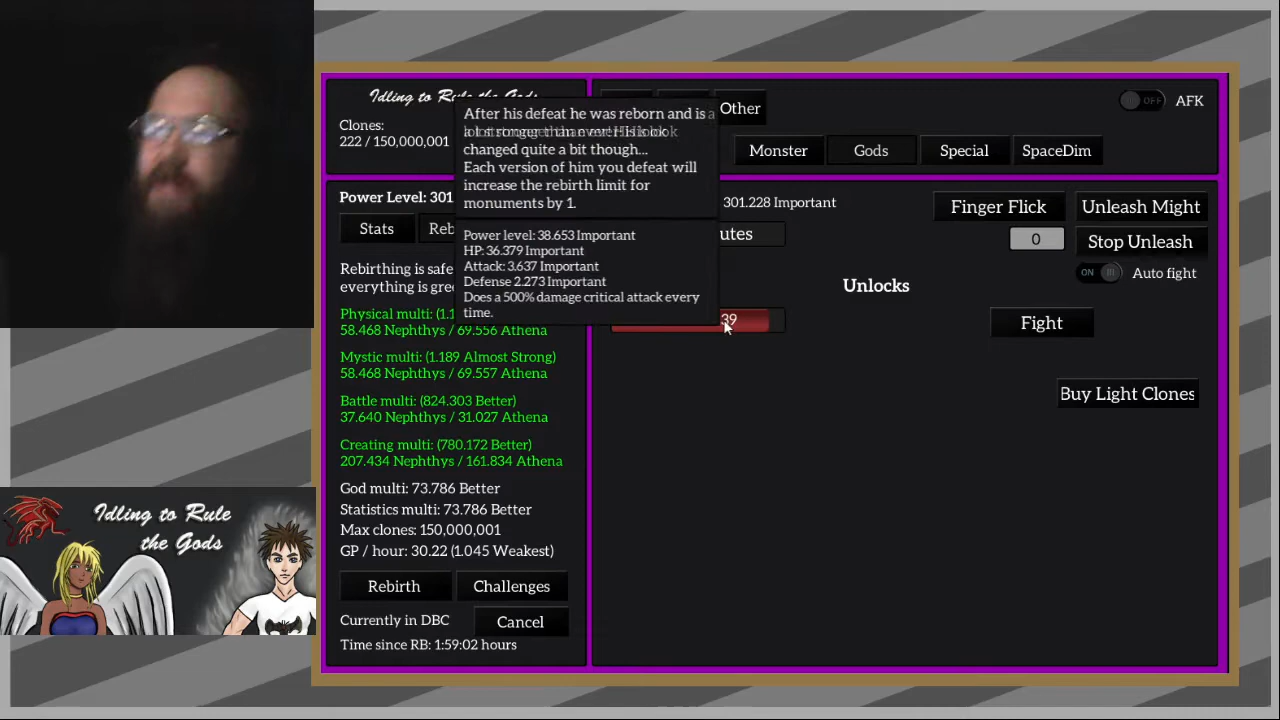 Idling to Rule the Gods
Clones:
222 / 150,000,001
Other
OFF
AFK
Monster
Gods
Special
SpaceDim
After his defeat he was reborn and is a
lot stronger than ever! His look
changed quite a bit though...
Each version of him you defeat will
increase the rebirth limit for
monuments by 1.
Power level: 38.653 Important
HP: 36.379 Important
Attack: 3.637 Important
Defense 2.273 Important
Does a 500% damage critical attack every
time.
Power Level: 301
301.228 Important
Stats
Reb
utes
Finger Flick
Unleash Might
0
Stop Unleash
ON
Auto fight
Rebirthing is safe
everything is gree
Unlocks
39
Fight
Buy Light Clones
Physical multi: (1.1
58.468 Nephthys / 69.556 Athena
Mystic multi: (1.189 Almost Strong)
58.468 Nephthys / 69.557 Athena
Battle multi: (824.303 Better)
37.640 Nephthys / 31.027 Athena
Creating multi: (780.172 Better)
207.434 Nephthys / 161.834 Athena
God multi: 73.786 Better
Statistics multi: 73.786 Better
Max clones: 150,000,001
GP / hour: 30.22 (1.045 Weakest)
Rebirth
Challenges
Currently in DBC
Cancel
Time since RB: 1:59:02 hours
Idling to Rule
the Gods